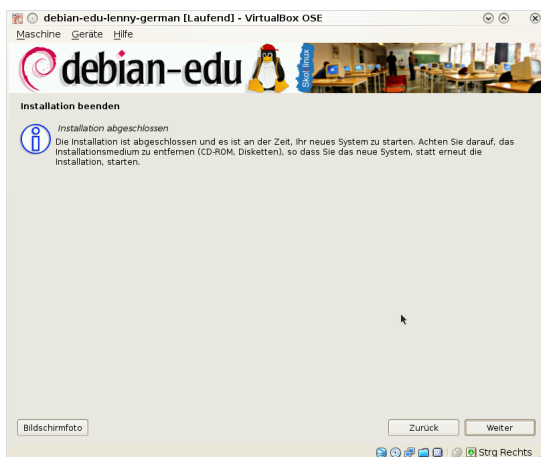 debian-edu-lenny-german [Laufend] - VirtualBox OSE
Maschine Geräte Hilfe
debian-edu
Skolelinux
Installation beenden
Installation abgeschlossen
Die Installation ist abgeschlossen und es ist an der Zeit, Ihr neues System zu starten. Achten Sie darauf, das
Installationsmedium zu entfernen (CD-ROM, Disketten), so dass Sie das neue System, statt erneut die
Installation, starten.
Bildschirmfoto
Zurück
Weiter
Strg Rechts